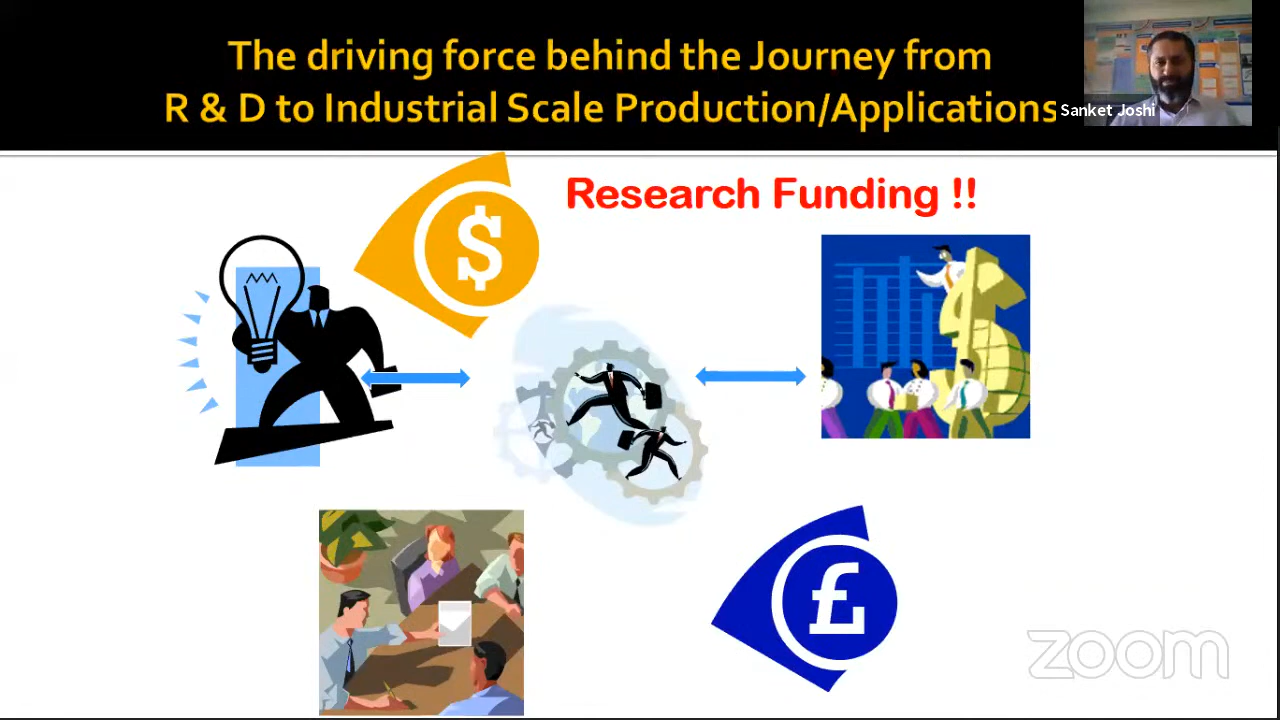 The driving force behind the Journey from
R & D to Industrial Scale Production/Applications
Sanket Joshi
Research Funding !!
$
£
zoom